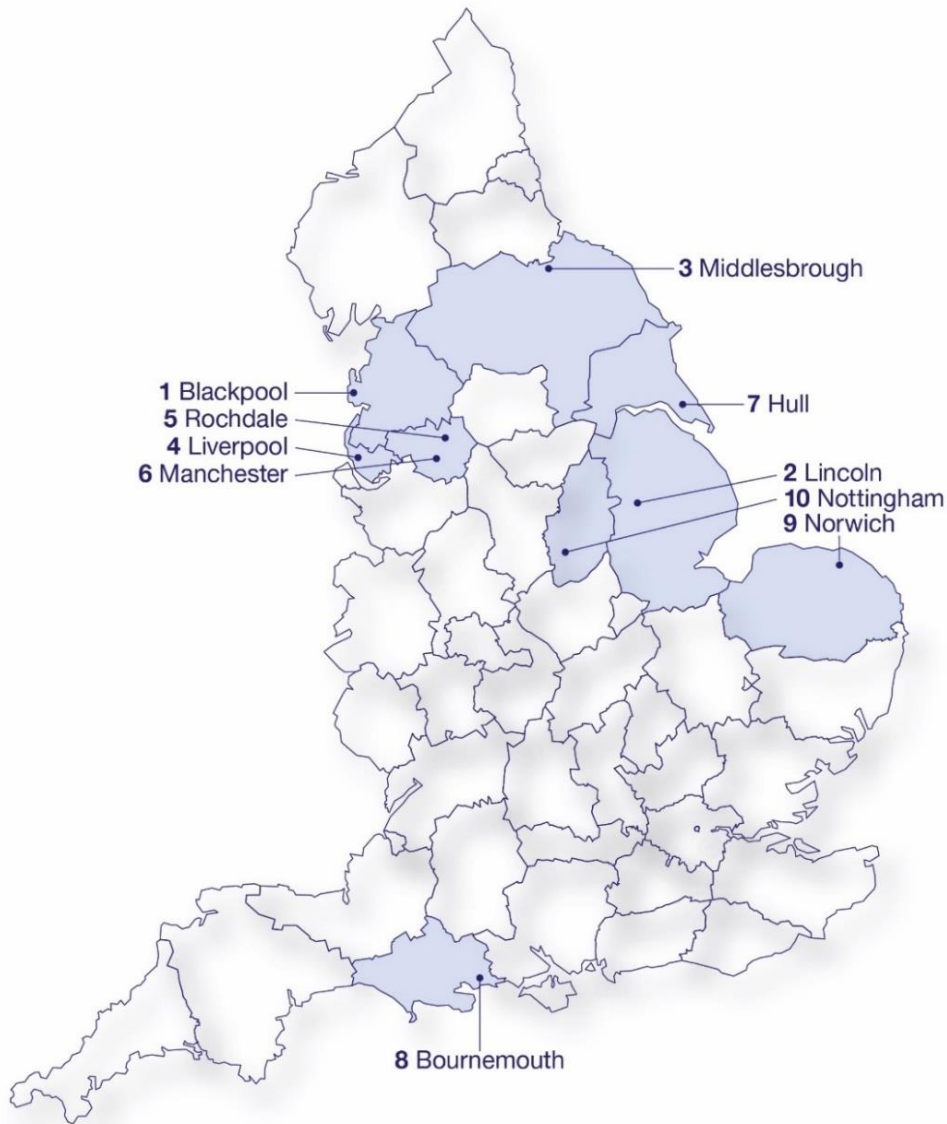 3 Middlesbrough
1 Blackpool
5 Rochdale
4 Liverpool
6 Manchester
7 Hull
2 Lincoln
10 Nottingham
9 Norwich
8 Bournemouth